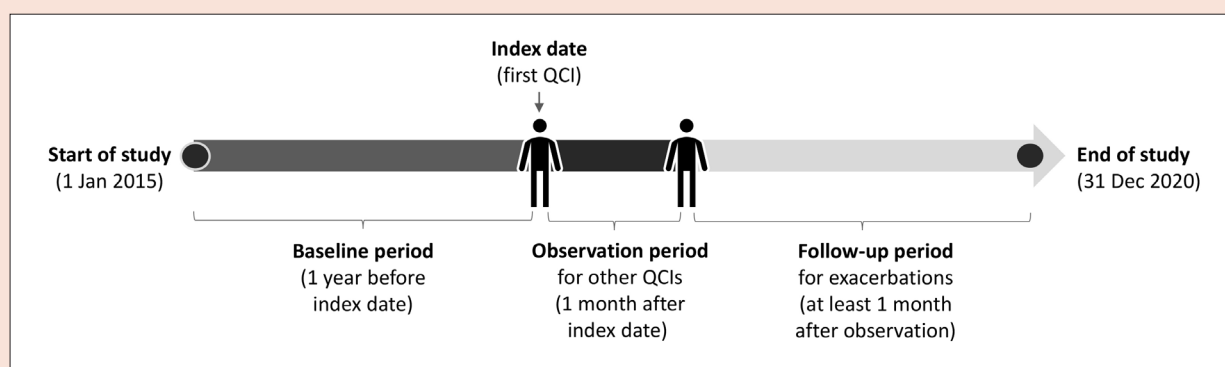 Index date
(first QCI)
Start of study
(1 Jan 2015)
End of study
(31 Dec 2020)
Baseline period
(1 year before
index date)
Observation period
for other QCIs
(1 month after
index date)
Follow-up period
for exacerbations
(at least 1 month
after observation)